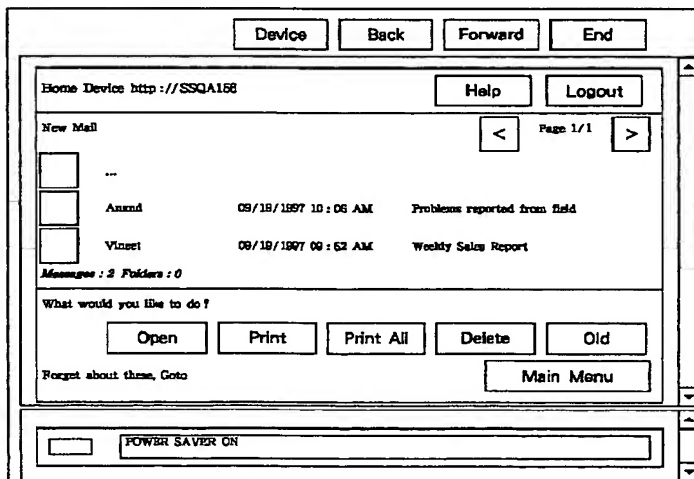 Device Back Forward End
Home Device http://SSQA156 Help Logout
New Mail < Page 1/1 >
...
Anand 09/19/1997 10:06 AM Problems reported from field
Vineet 09/19/1997 09:52 AM Weekly Sales Report
Messages : 2 Folders : 0
What would you like to do ?
Open Print Print All Delete Old
Forget about these, Goto Main Menu
POWER SAVER ON